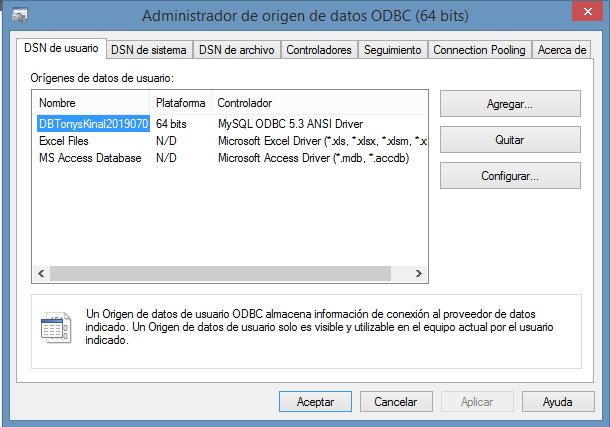 Administrador de origen de datos ODBC (64 bits)
DSN de usuario DSN de sistema DSN de archivo Controladores Seguimiento Connection Pooling Acerca de
Orígenes de datos de usuario:
Nombre Plataforma Controlador
DBTonysKinal2019070 64 bits MySQL ODBC 5.3 ANSI Driver
Excel Files N/D Microsoft Excel Driver (*.xls, *.xlsx, *.xlsm, *.xl
MS Access Database N/D Microsoft Access Driver (*.mdb, *.accdb)
Agregar...
Quitar
Configurar...
Un Origen de datos de usuario ODBC almacena información de conexión al proveedor de datos
indicado. Un Origen de datos de usuario solo es visible y utilizable en el equipo actual por el usuario
indicado.
Aceptar Cancelar Aplicar Ayuda